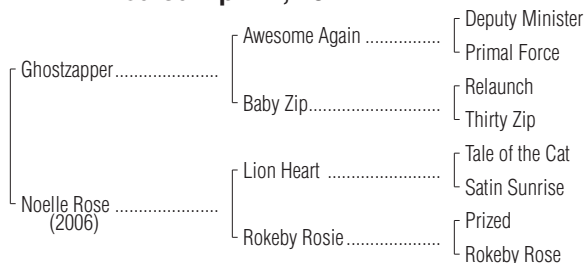 Awesome Again ................
Deputy Minister
Primal Force
Ghostzapper......................
Baby Zip............................
Relaunch
Thirty Zip
Lion Heart ........................
Tale of the Cat
Satin Sunrise
Noelle Rose ......................
(2006)
Rokeby Rosie....................
Prized
Rokeby Rose